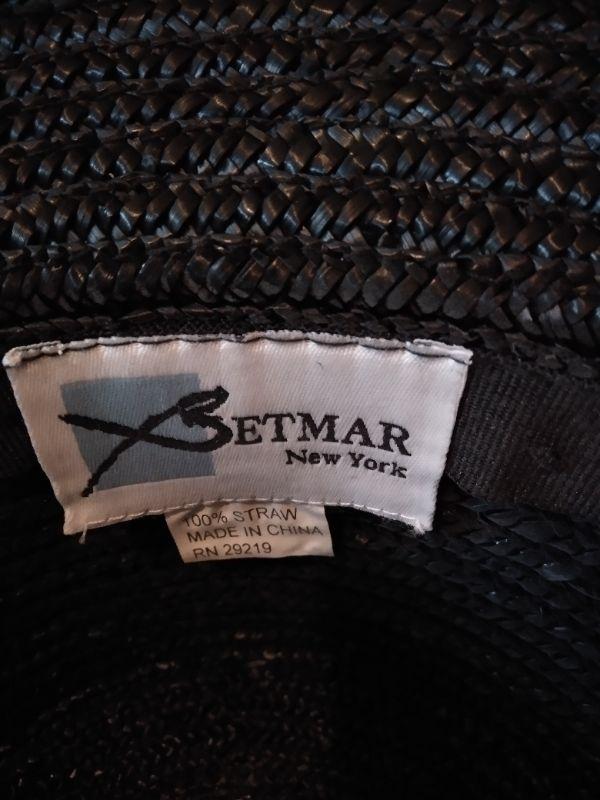 BETMAR
New York
100% STRAW
MADE IN CHINA
RN 29219